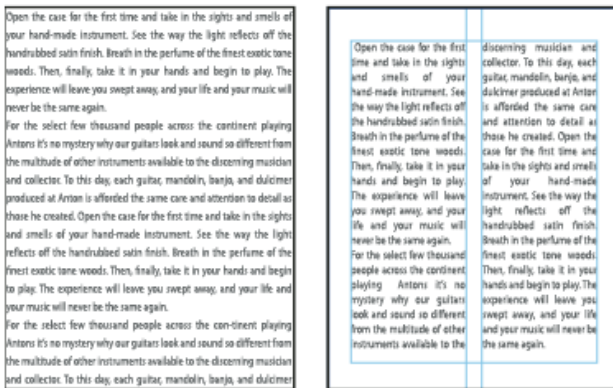 Open the case for the first time and take in the sights and smells of
your hand-made instrument. See the way the light reflects off the
handrubbed satin finish. Breath in the perfume of the finest exotic tone
woods. Then, finally, take it in your hands and begin to play. The
experience will leave you swept away, and your life and your music will
never be the same again.
For the select few thousand people across the continent playing
Antons it's no mystery why our guitars look and sound so different from
the multitude of other instruments available to the discerning musician
and collector. To this day, each guitar, mandolin, banjo, and dulcimer
produced at Anton is afforded the same care and attention to detail as
those he created. Open the case for the first time and take in the sights
and smells of your hand-made instrument. See the way the light
reflects off the handrubbed satin finish. Breath in the perfume of the
finest exotic tone woods. Then, finally, take it in your hands and begin
to play. The experience will leave you swept away, and your life and
your music will never be the same again.
For the select few thousand people across the con-tinent playing
Antons it's no mystery why our guitars look and sound so different from
the multitude of other instruments available to the discerning musician
and collector. To this day, each guitar, mandolin, banjo, and dulcimer
Open the case for the first
time and take in the sights
and smells of your
hand-made instrument. See
the way the light reflects off
the handrubbed satin finish.
Breath in the perfume of the
finest exotic tone woods.
Then, finally, take it in your
hands and begin to play.
The experience will leave
you swept away, and your
life and your music will
never be the same again.
For the select few thousand
people across the continent
playing Antons it's no
mystery why our guitars
look and sound so different
from the multitude of other
instruments available to the
discerning musician and
collector. To this day, each
guitar, mandolin, banjo, and
dulcimer produced at Anton
is afforded the same care
and attention to detail as
those he created. Open the
case for the first time and
take in the sights and smells
of your hand-made
instrument. See the way the
light reflects off the
handrubbed satin finish.
Breath in the perfume of the
finest exotic tone woods.
Then, finally, take it in your
hands and begin to play. The
experience will leave you
swept away, and your life
and your music will never be
the same again.